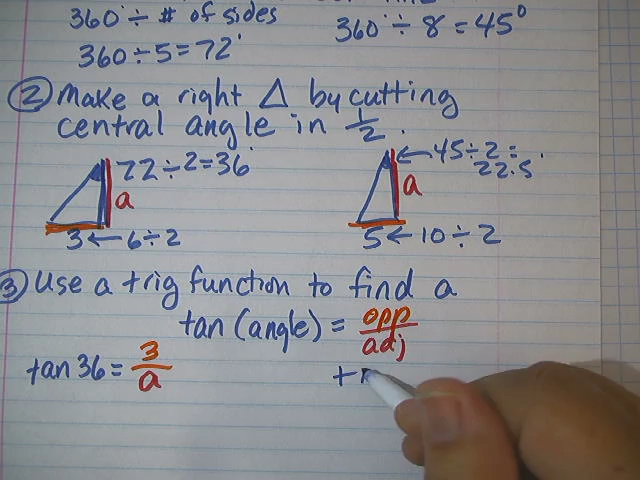 360° ÷ # of sides
360° ÷ 8 = 45°
360 ÷ 5 = 72°
② Make a right △ by cutting
central angle in 1/2.
72 ÷ 2 = 36°
a
3 ← 6 ÷ 2
← 45 ÷ 2 =
22.5°
a
5 ← 10 ÷ 2
③ Use a trig function to find a
tan (angle) = opp/adj
tan 36 = 3/a